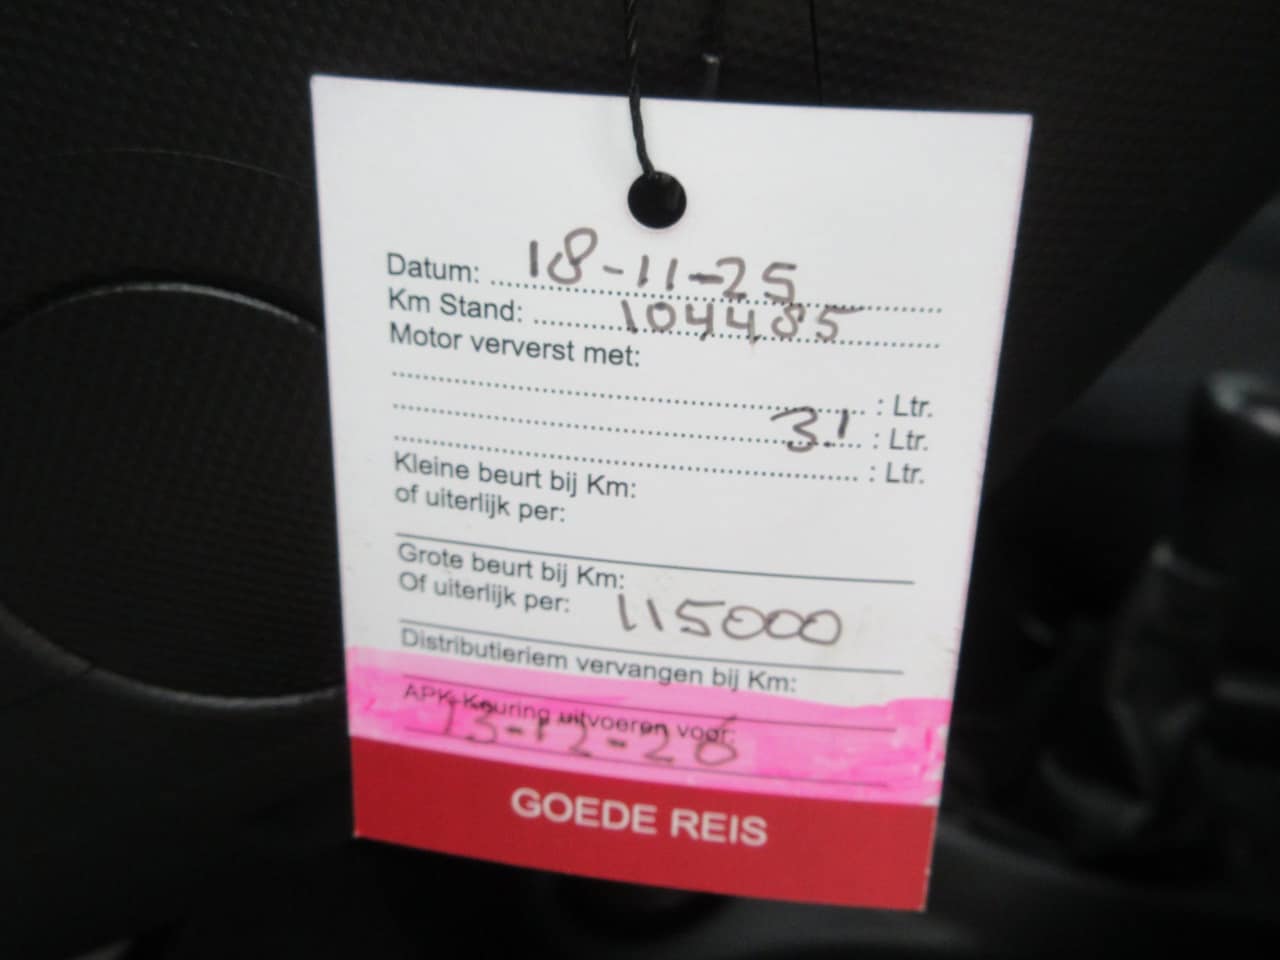 Datum: 18-11-25
Km Stand: 104485
Motor ververst met:
: Ltr.
3.1 : Ltr.
: Ltr.
Kleine beurt bij Km:
of uiterlijk per:
Grote beurt bij Km:
Of uiterlijk per: 115000
Distributieriem vervangen bij Km:
APK-Keuring uitvoeren voor:
13-12-26
GOEDE REIS